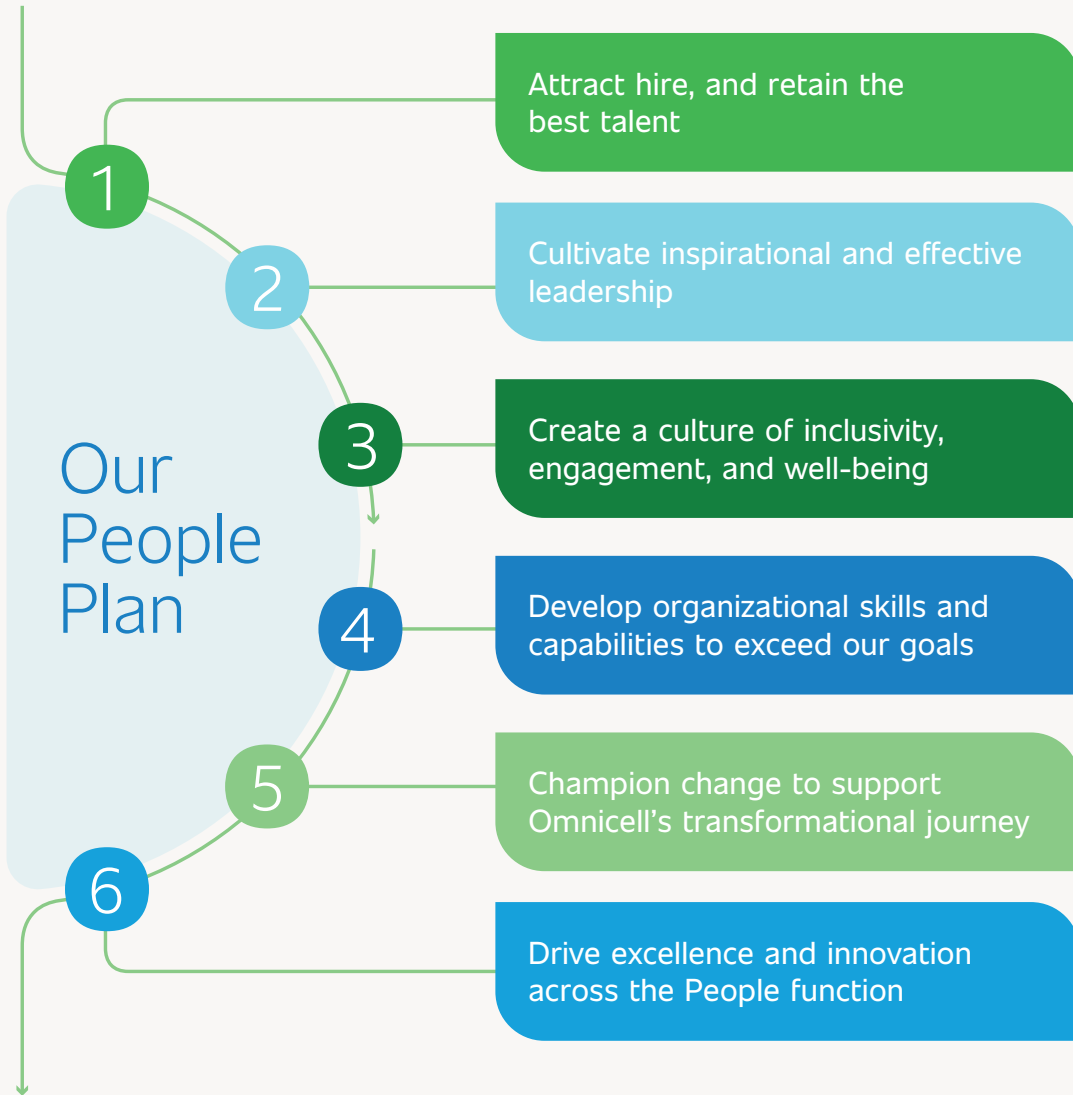 Our
People
Plan
1
Attract hire, and retain the
best talent
2
Cultivate inspirational and effective
leadership
3
Create a culture of inclusivity,
engagement, and well-being
4
Develop organizational skills and
capabilities to exceed our goals
5
Champion change to support
Omnicell’s transformational journey
6
Drive excellence and innovation
across the People function